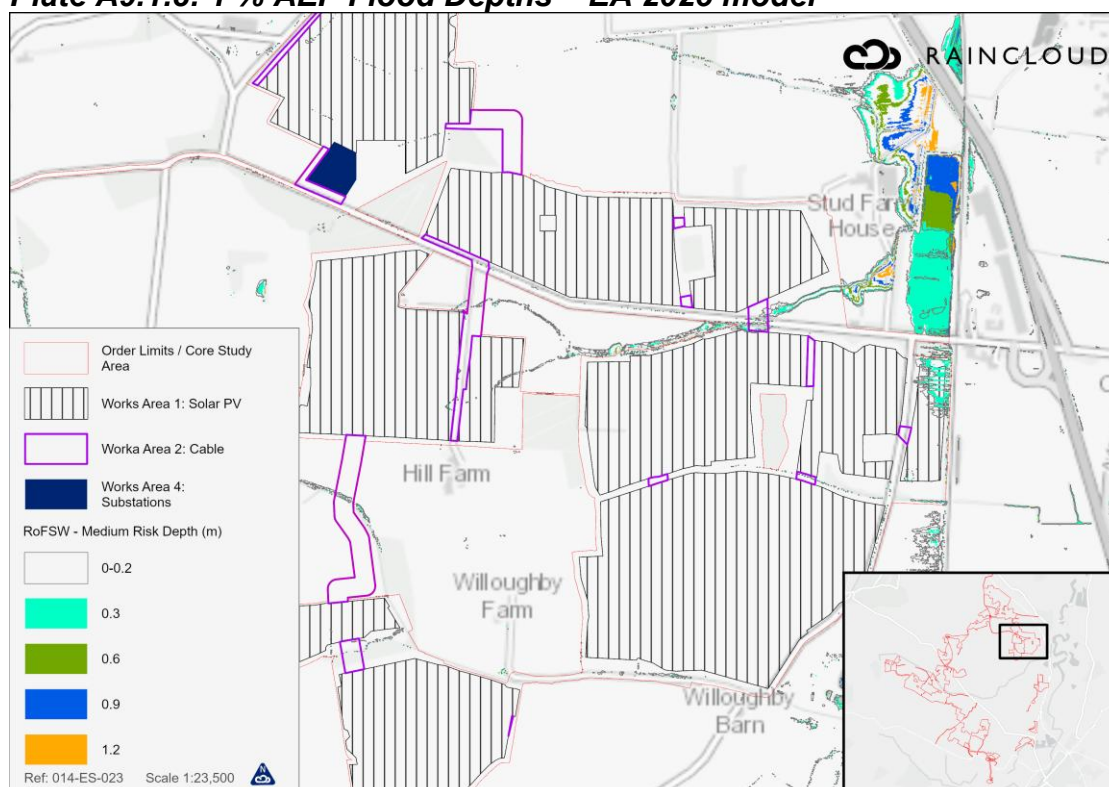 Plate A9.1.6: 1 % AEP Flood Depths – EA 2025 model
RAINCLOUD
Stud Farm
House
Hill Farm
Willoughby
Farm
Willoughby
Barn
Order Limits / Core Study
Area
Works Area 1: Solar PV
Worka Area 2: Cable
Works Area 4:
Substations
RoFSW - Medium Risk Depth (m)
0-0.2
0.3
0.6
0.9
1.2
Ref: 014-ES-023 Scale 1:23,500
N